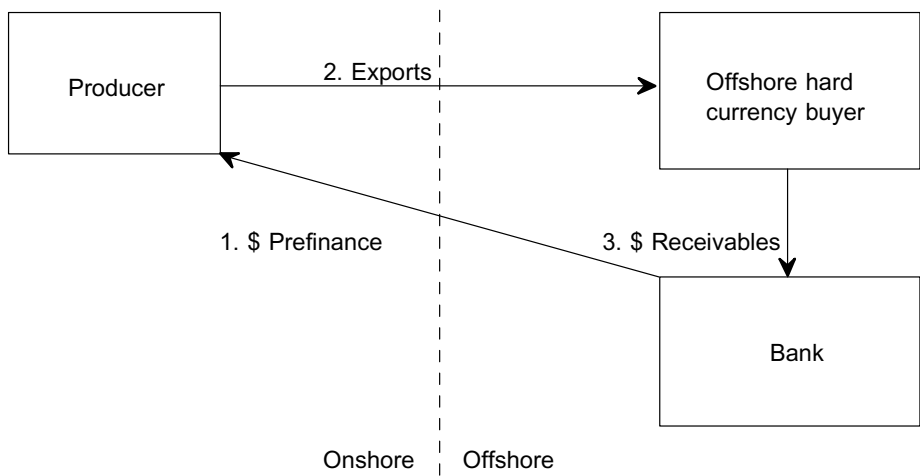 Producer
2. Exports
Offshore hard
currency buyer
1. $ Prefinance
3. $ Receivables
Bank
Onshore
Offshore